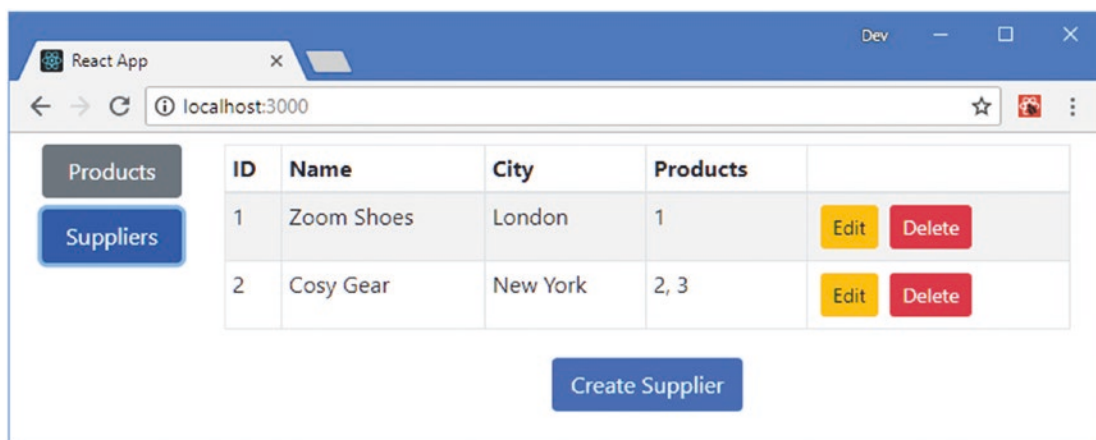 Dev
React App
localhost:3000
Products
Suppliers
ID Name City Products
1 Zoom Shoes London 1 Edit Delete
2 Cosy Gear New York 2, 3 Edit Delete
Create Supplier